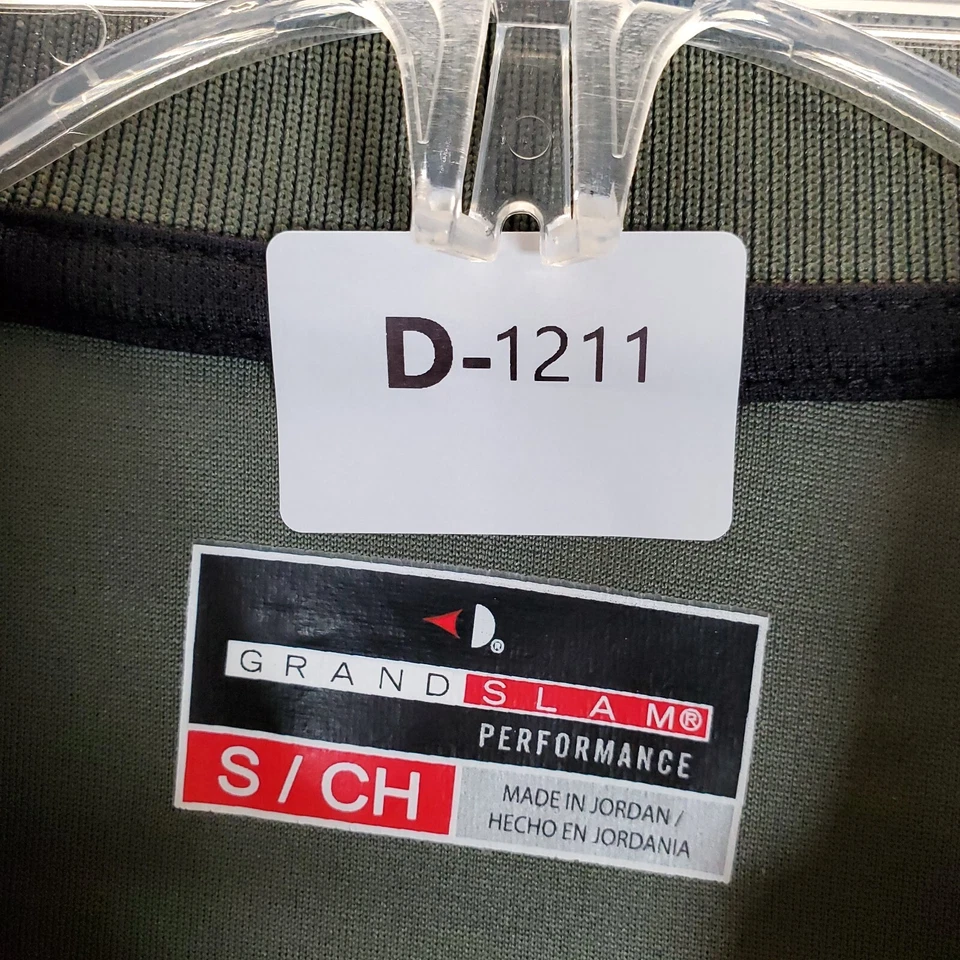 D-1211
®
GRAND SLAM®
PERFORMANCE
S / CH
MADE IN JORDAN /
HECHO EN JORDANIA